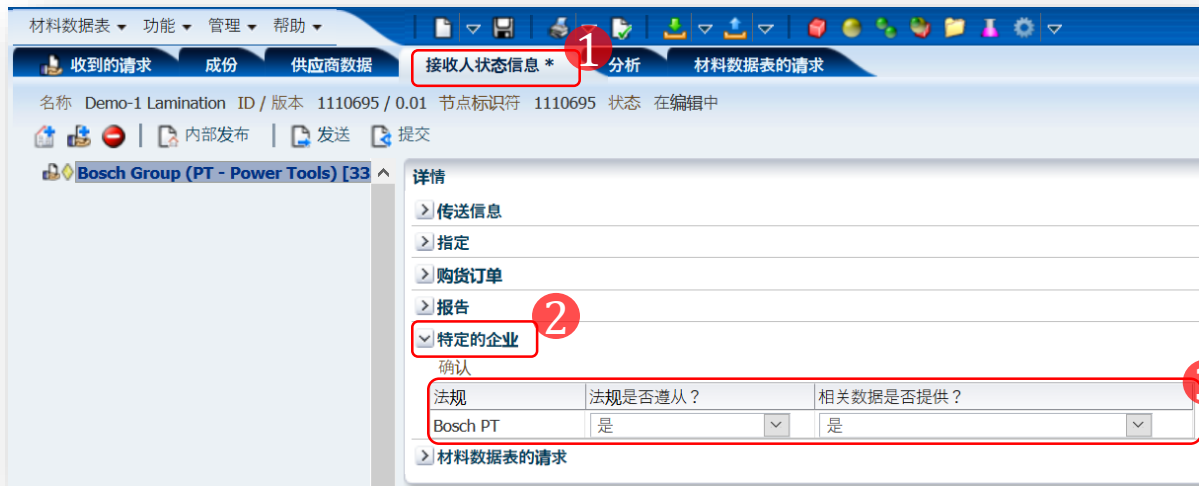 材料数据表 功能 管理 帮助
1
收到的请求 成份 供应商数据 接收人状态信息 * 分析 材料数据表的请求
名称 Demo-1 Lamination ID / 版本 1110695 / 0.01 节点标识符 1110695 状态 在编辑中
内部发布 发送 提交
Bosch Group (PT - Power Tools) [33
详情
传送信息
指定
购货订单
报告
2
特定的企业
确认
法规 法规是否遵从？ 相关数据是否提供？
Bosch PT 是 是
材料数据表的请求